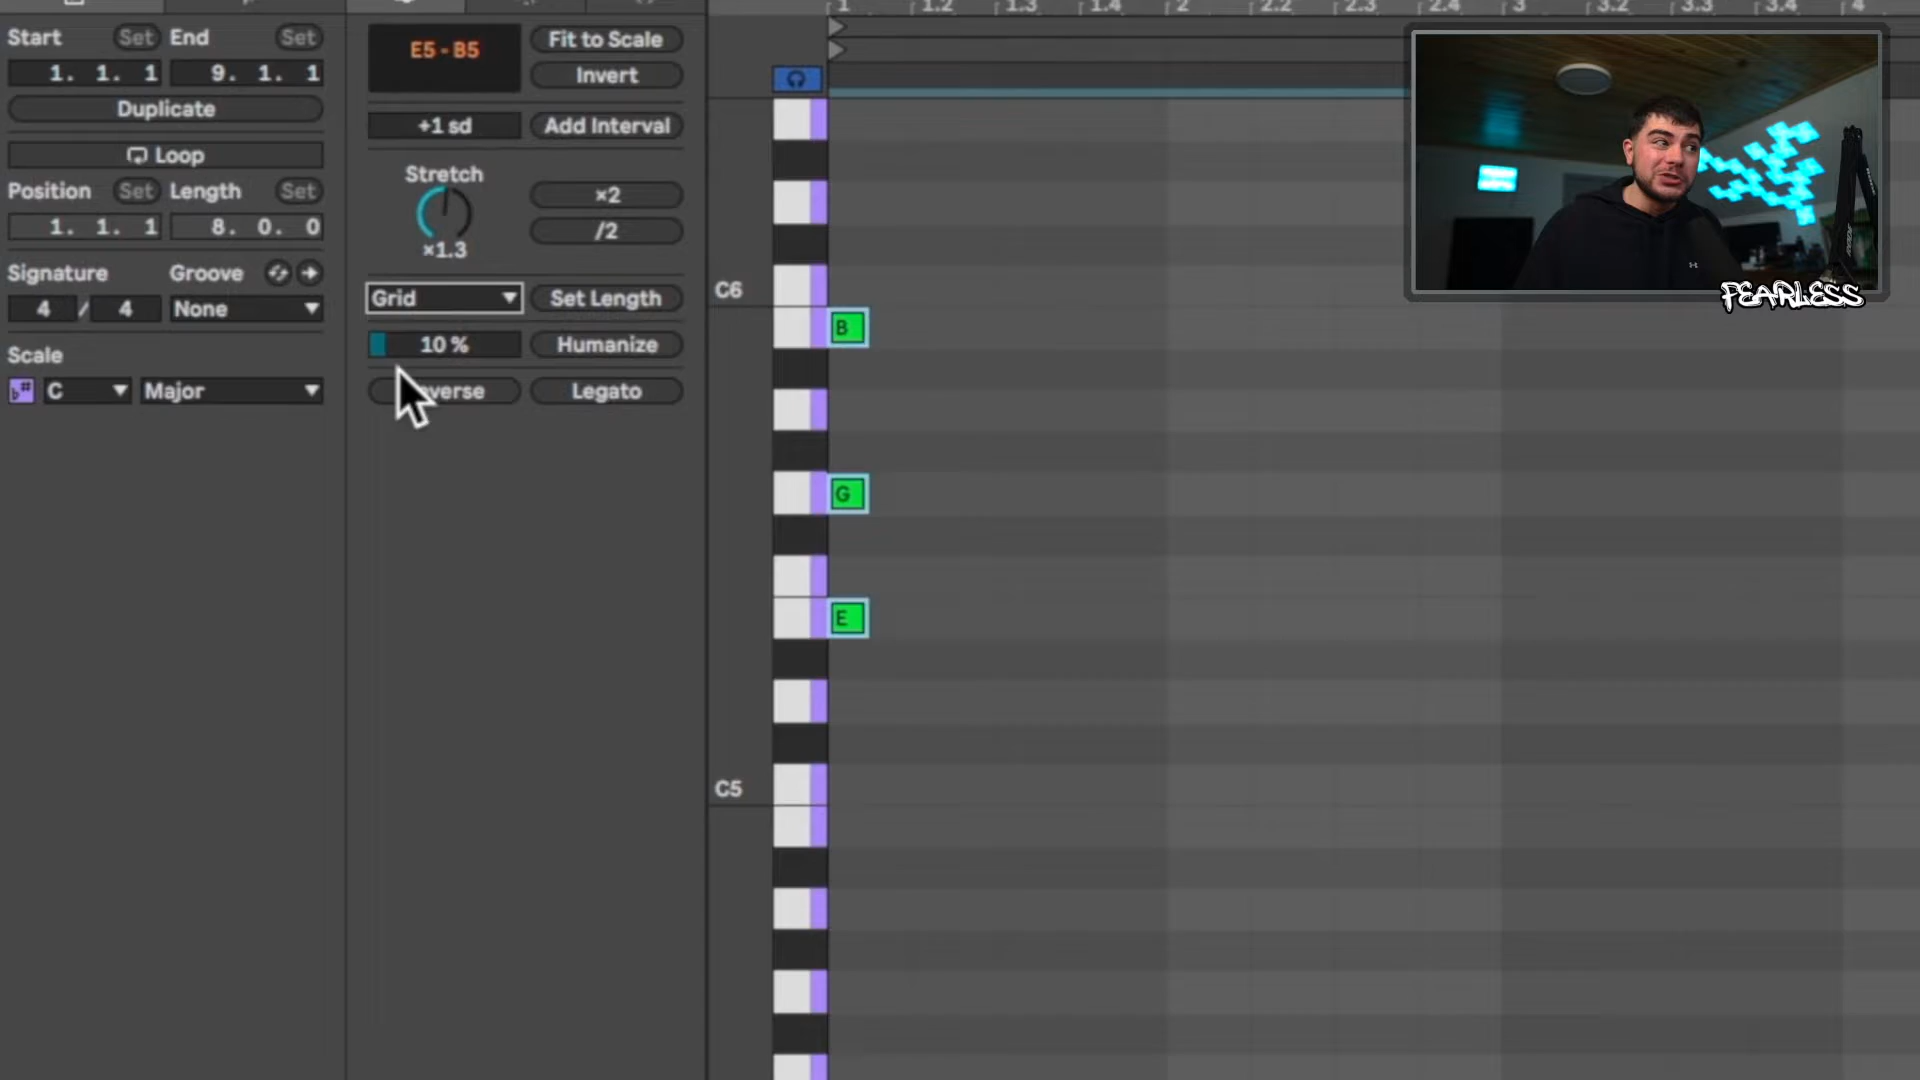 Start Set End Set
1. 1. 1 9. 1. 1
Duplicate
Loop
Position Set Length Set
1. 1. 1 8. 0. 0
Signature Groove
4 / 4 None
Scale
b# C Major
E5 - B5 Fit to Scale
Invert
+1 sd Add Interval
Stretch
×2
/2
×1.3
Grid Set Length
10 % Humanize
verse Legato
1 1.2 1.3 1.4 2 2.2 2.3 2.4 3 3.2 3.3 3.4 4
C6
B
G
E
C5
FEARLESS